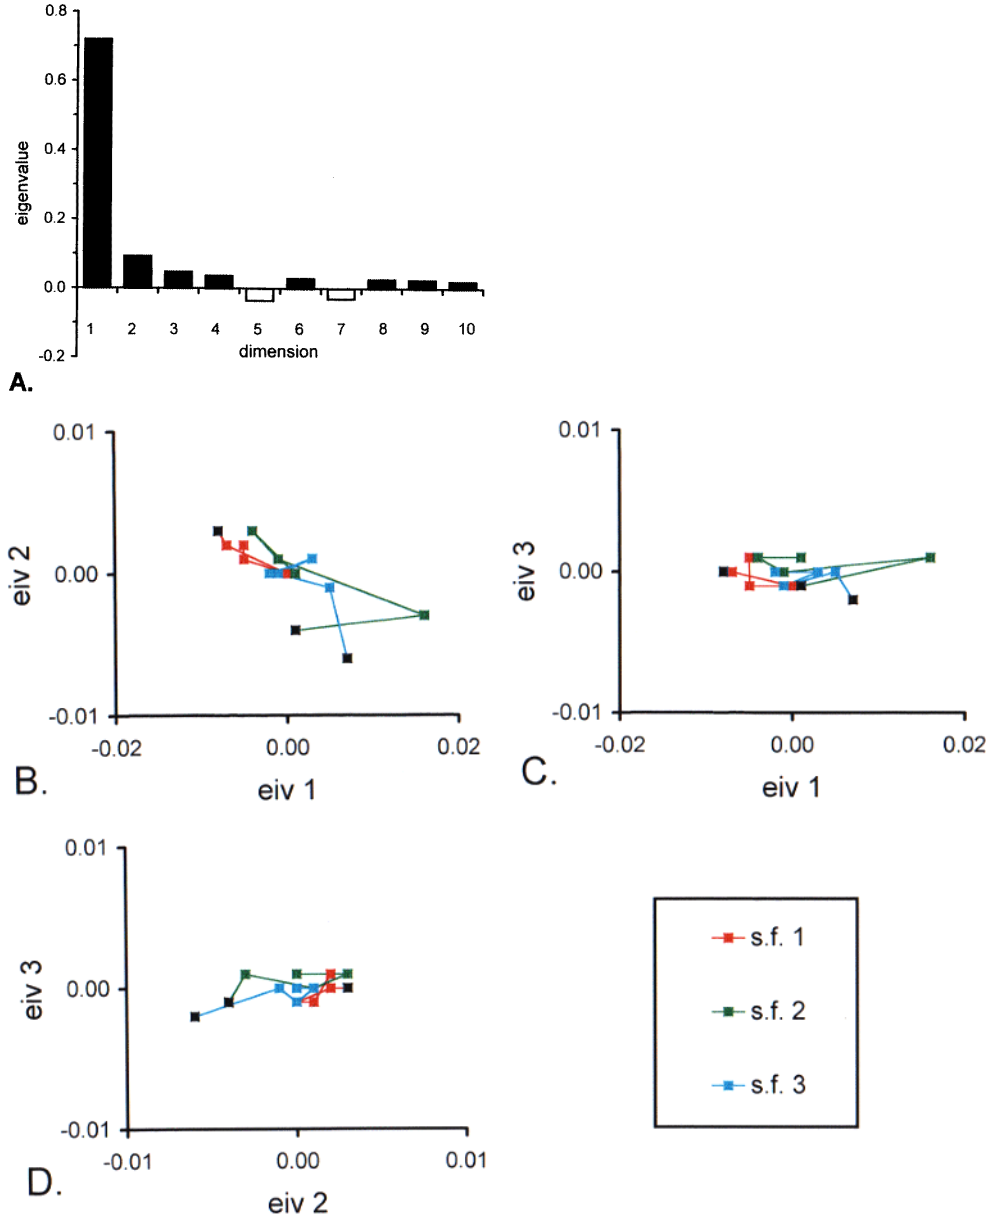 0.8
0.6
0.4
0.2
0.0
-0.2
eigenvalue
1 2 3 4 5 6 7 8 9 10
dimension
A.
0.01
0.00
-0.01
eiv 2
-0.02 0.00 0.02
eiv 1
B.
0.01
0.00
-0.01
eiv 3
-0.02 0.00 0.02
eiv 1
C.
0.01
0.00
-0.01
eiv 3
-0.01 0.00 0.01
eiv 2
D.
s.f. 1
s.f. 2
s.f. 3